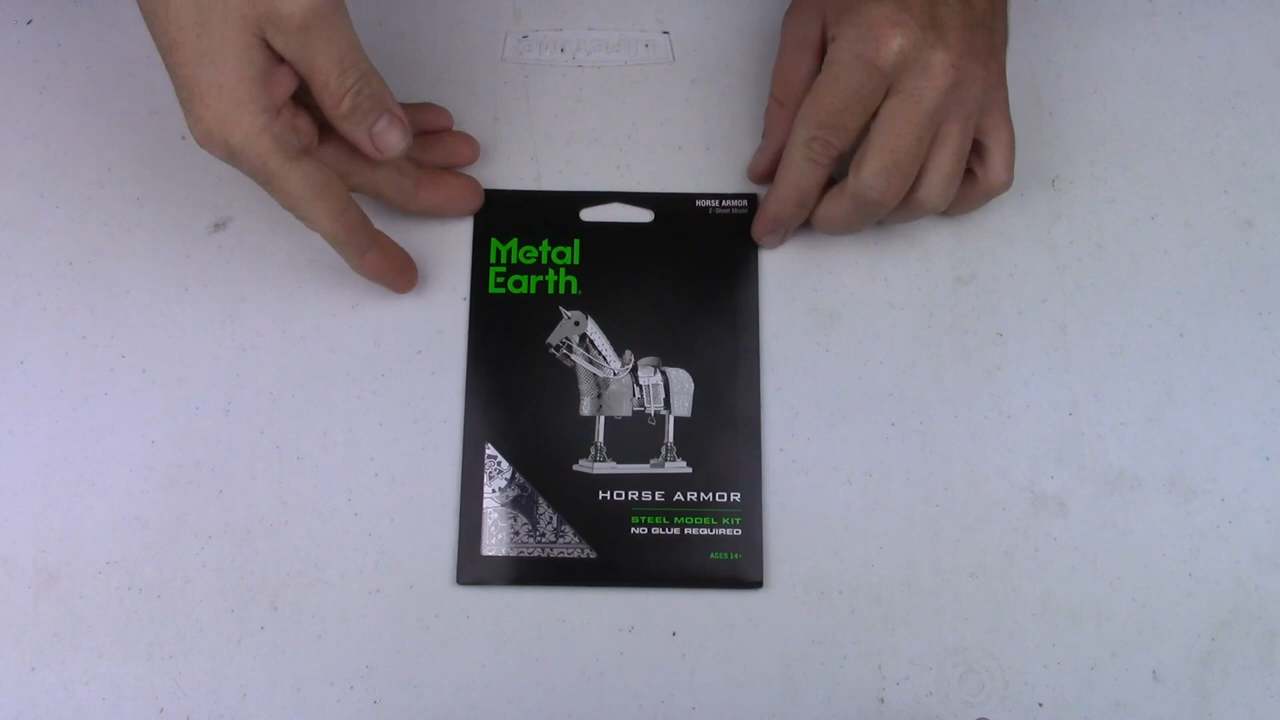 HORSE ARMOR
2-Sheet Model
Metal
Earth
HORSE ARMOR
STEEL MODEL KIT
NO GLUE REQUIRED
AGES 14+